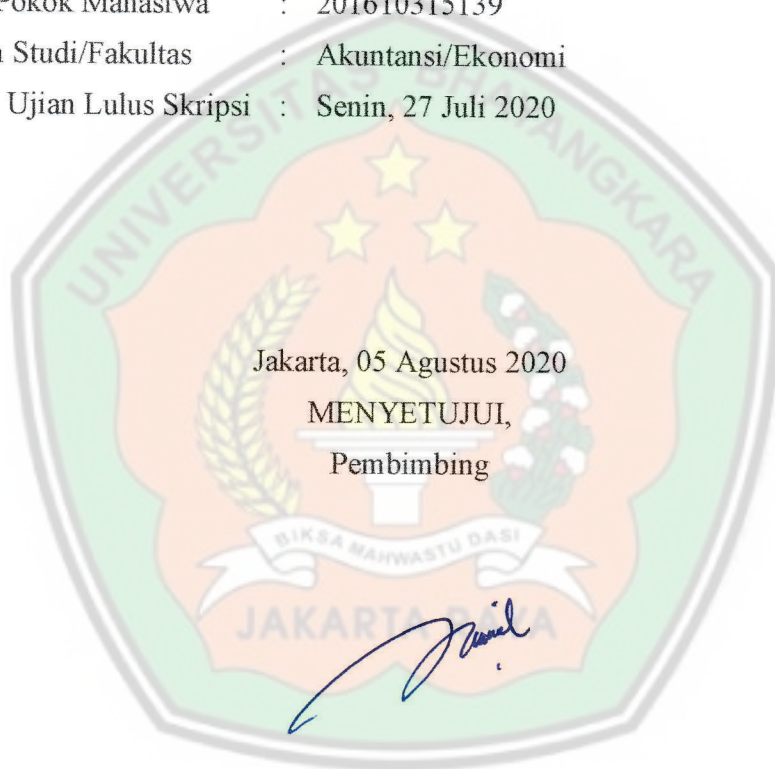 Pokok Mahasiwa : 201610315139
Studi/Fakultas : Akuntansi/Ekonomi
Ujian Lulus Skripsi : Senin, 27 Juli 2020
UNIVERSITAS BHAYANGKARA
Jakarta, 05 Agustus 2020
MENYETUJUI,
Pembimbing
BIKSA MAHWASTU DASI
JAKARTA RAYA